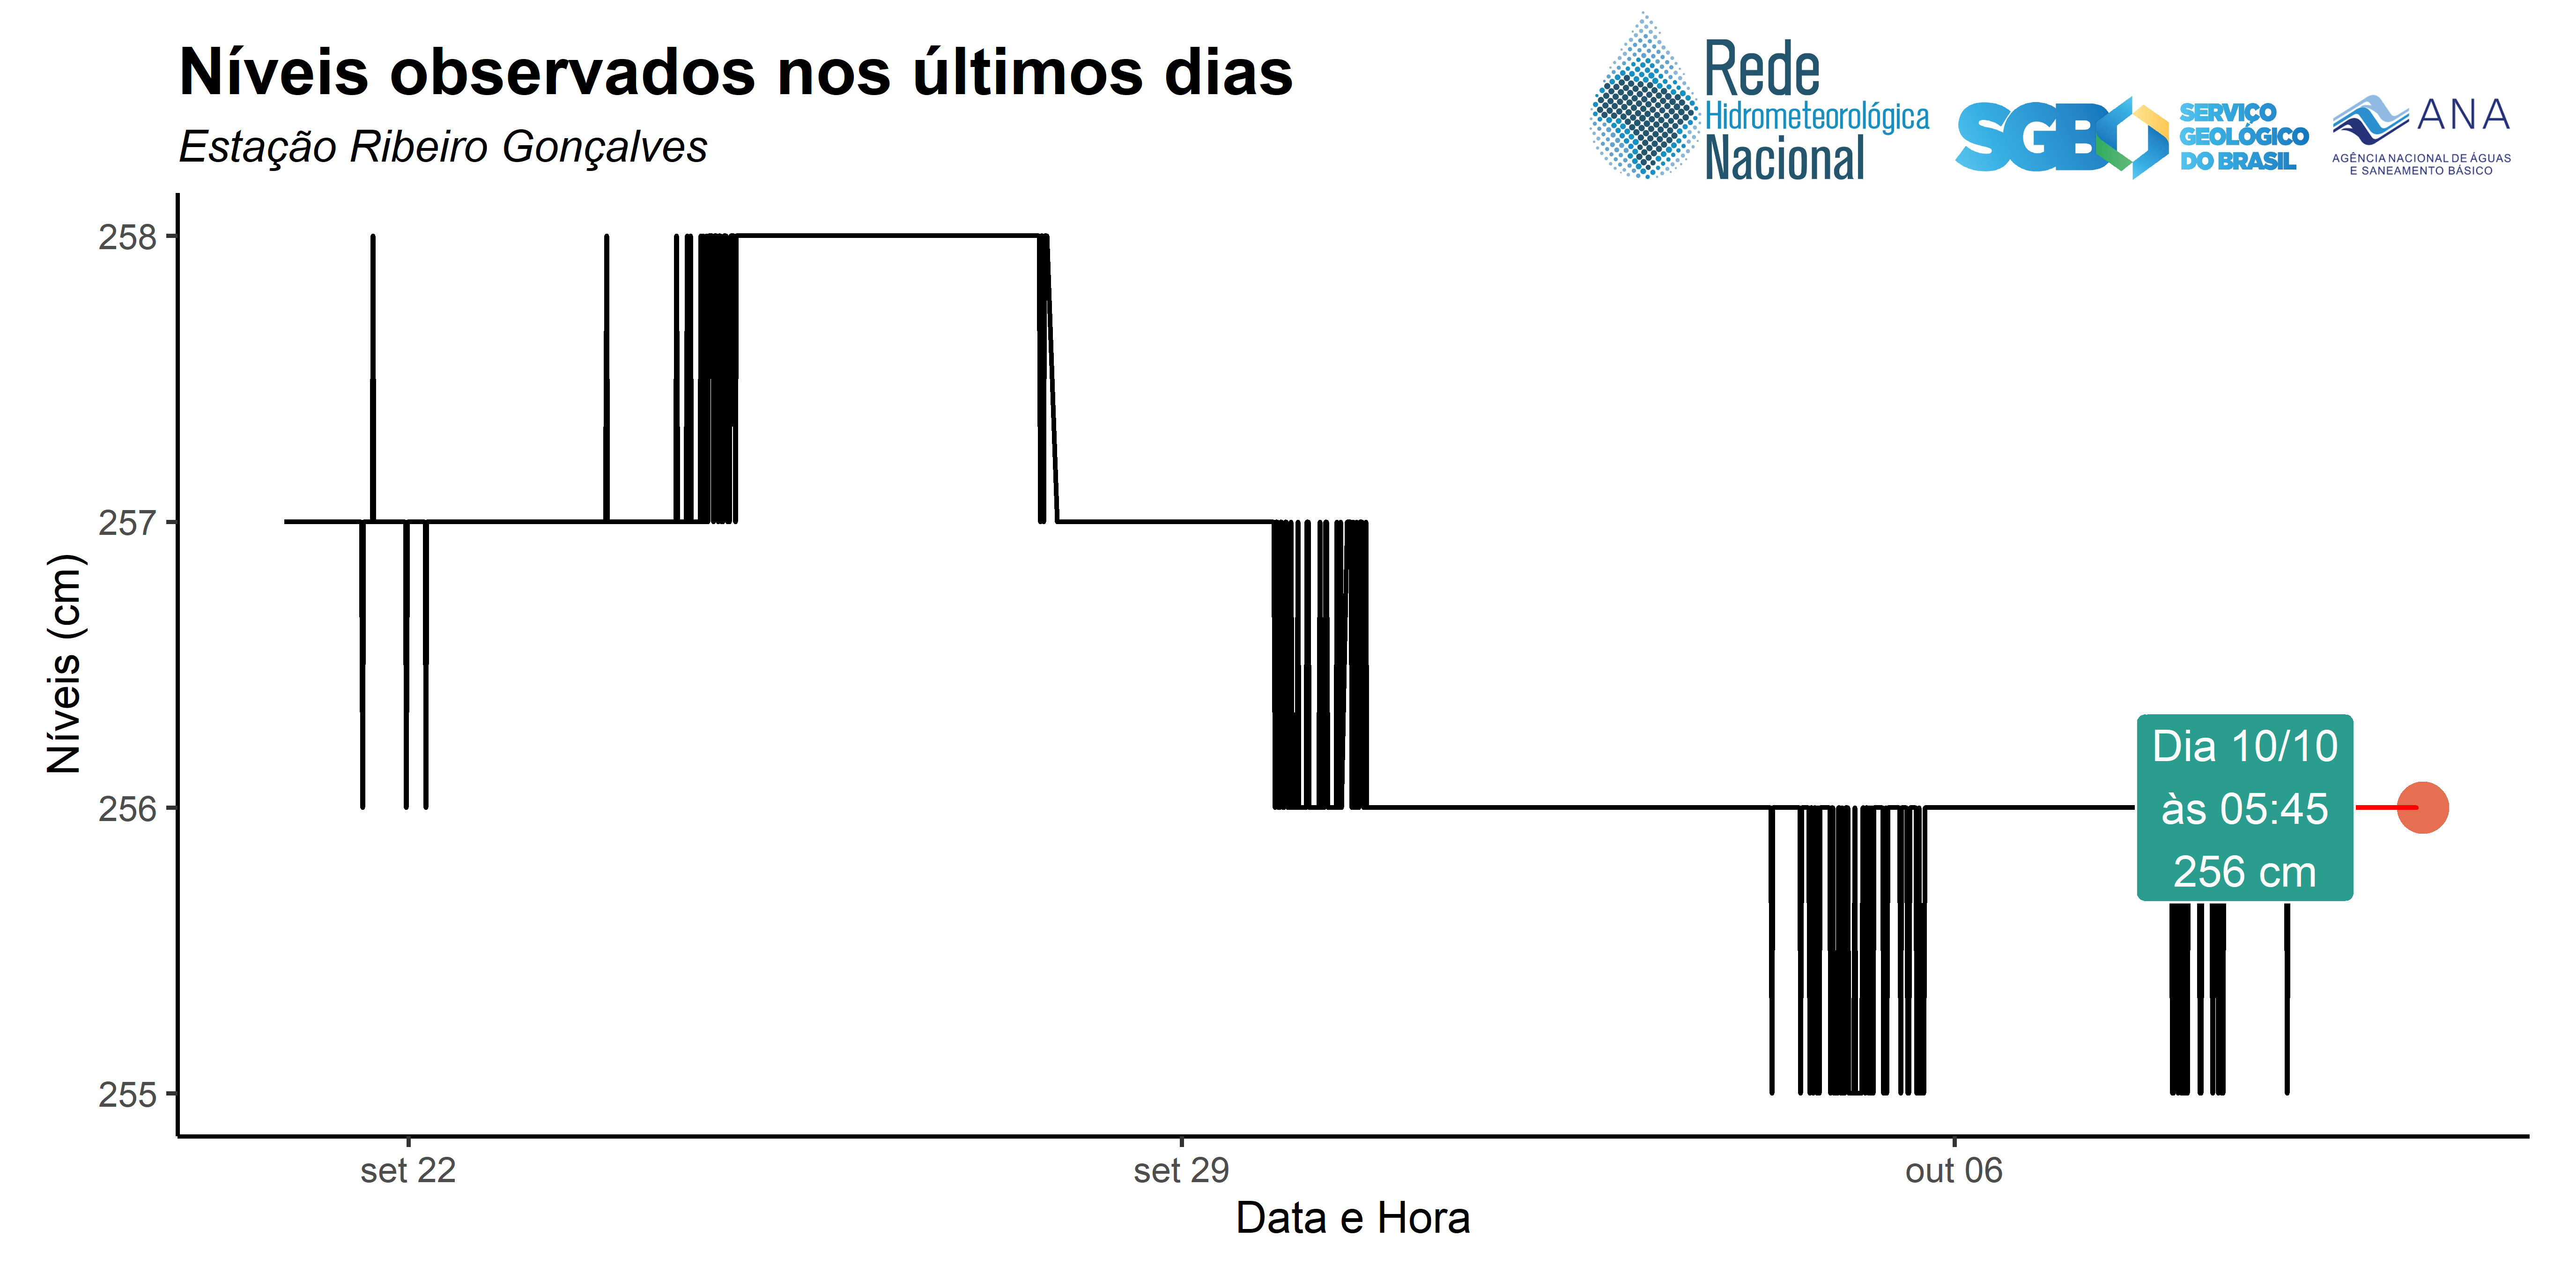 Níveis observados nos últimos dias
Estação Ribeiro Gonçalves
Rede
Hidrometeorológica
Nacional
SGB
SERVIÇO
GEOLÓGICO
DO BRASIL
ANA
AGÊNCIA NACIONAL DE ÁGUAS
E SANEAMENTO BÁSICO
Níveis (cm)
258
257
256
255
Dia 10/10
às 05:45
256 cm
set 22
set 29
out 06
Data e Hora